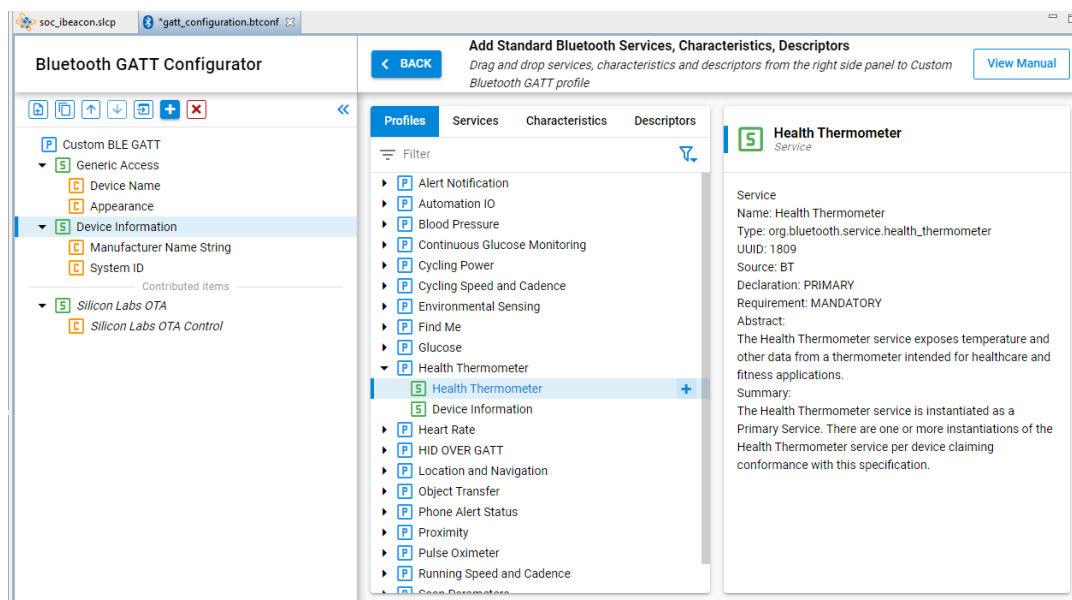 soc_ibeacon.slcp
*gatt_configuration.btconf
Bluetooth GATT Configurator
P Custom BLE GATT
S Generic Access
C Device Name
C Appearance
S Device Information
C Manufacturer Name String
C System ID
Contributed items
S Silicon Labs OTA
C Silicon Labs OTA Control
BACK
Add Standard Bluetooth Services, Characteristics, Descriptors
Drag and drop services, characteristics and descriptors from the right side panel to Custom
Bluetooth GATT profile
View Manual
Profiles Services Characteristics Descriptors
Filter
P Alert Notification
P Automation IO
P Blood Pressure
P Continuous Glucose Monitoring
P Cycling Power
P Cycling Speed and Cadence
P Environmental Sensing
P Find Me
P Glucose
P Health Thermometer
S Health Thermometer
S Device Information
P Heart Rate
P HID OVER GATT
P Location and Navigation
P Object Transfer
P Phone Alert Status
P Proximity
P Pulse Oximeter
P Running Speed and Cadence
P Scan Parameters
S Health Thermometer
Service
Service
Name: Health Thermometer
Type: org.bluetooth.service.health_thermometer
UUID: 1809
Source: BT
Declaration: PRIMARY
Requirement: MANDATORY
Abstract:
The Health Thermometer service exposes temperature and
other data from a thermometer intended for healthcare and
fitness applications.
Summary:
The Health Thermometer service is instantiated as a
Primary Service. There are one or more instantiations of the
Health Thermometer service per device claiming
conformance with this specification.